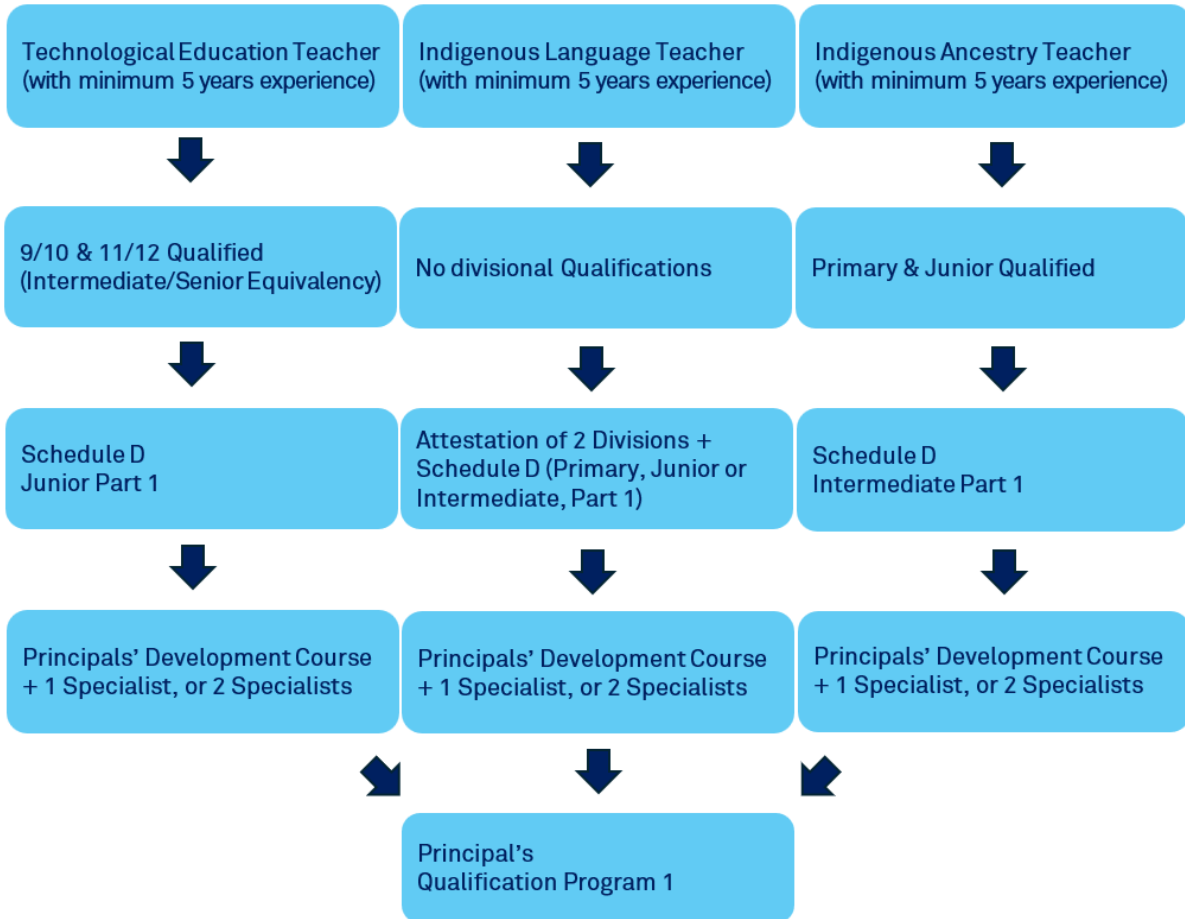 Technological Education Teacher
(with minimum 5 years experience)
Indigenous Language Teacher
(with minimum 5 years experience)
Indigenous Ancestry Teacher
(with minimum 5 years experience)
9/10 & 11/12 Qualified
(Intermediate/Senior Equivalency)
No divisional Qualifications
Primary & Junior Qualified
Schedule D
Junior Part 1
Attestation of 2 Divisions +
Schedule D (Primary, Junior or
Intermediate, Part 1)
Schedule D
Intermediate Part 1
Principals’ Development Course
+ 1 Specialist, or 2 Specialists
Principals’ Development Course
+ 1 Specialist, or 2 Specialists
Principals’ Development Course
+ 1 Specialist, or 2 Specialists
Principal’s
Qualification Program 1